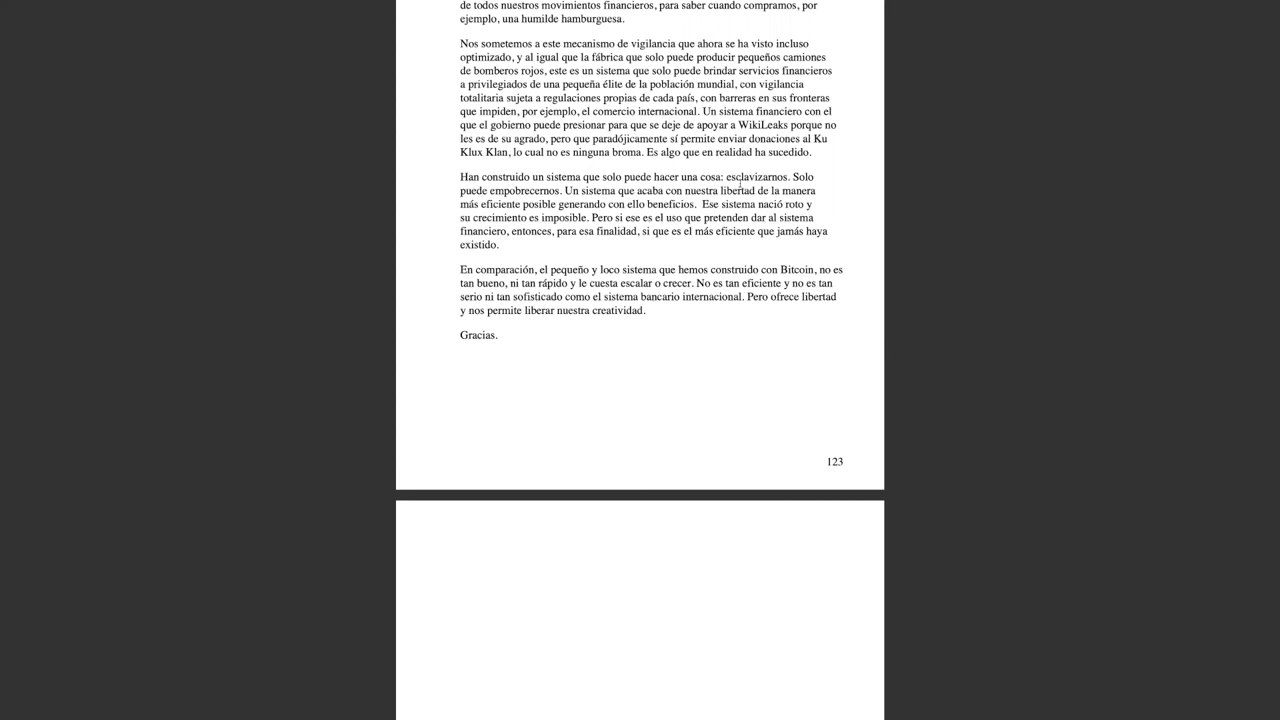 de todos nuestros movimientos financieros, para saber cuando compramos, por
ejemplo, una humilde hamburguesa.
Nos sometemos a este mecanismo de vigilancia que ahora se ha visto incluso
optimizado, y al igual que la fábrica que solo puede producir pequeños camiones
de bomberos rojos, este es un sistema que solo puede brindar servicios financieros
a privilegiados de una pequeña élite de la población mundial, con vigilancia
totalitaria sujeta a regulaciones propias de cada país, con barreras en sus fronteras
que impiden, por ejemplo, el comercio internacional. Un sistema financiero con el
que el gobierno puede presionar para que se deje de apoyar a WikiLeaks porque no
les es de su agrado, pero que paradójicamente sí permite enviar donaciones al Ku
Klux Klan, lo cual no es ninguna broma. Es algo que en realidad ha sucedido.
Han construido un sistema que solo puede hacer una cosa: esclavizarnos. Solo
puede empobrecernos. Un sistema que acaba con nuestra libertad de la manera
más eficiente posible generando con ello beneficios. Ese sistema nació roto y
su crecimiento es imposible. Pero si ese es el uso que pretenden dar al sistema
financiero, entonces, para esa finalidad, si que es el más eficiente que jamás haya
existido.
En comparación, el pequeño y loco sistema que hemos construido con Bitcoin, no es
tan bueno, ni tan rápido y le cuesta escalar o crecer. No es tan eficiente y no es tan
serio ni tan sofisticado como el sistema bancario internacional. Pero ofrece libertad
y nos permite liberar nuestra creatividad.
Gracias.
123